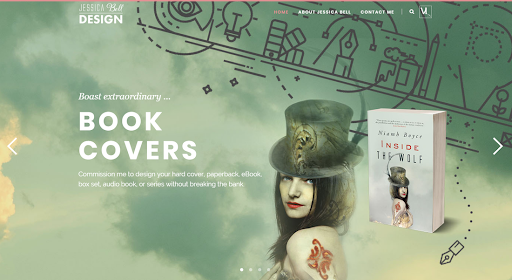 JESSICA Bell
DESIGN
HOME
ABOUT JESSICA BELL
CONTACT ME
Boast extraordinary ...
BOOK
COVERS
Commission me to design your hard cover, paperback, eBook,
box set, audio book, or series without breaking the bank.
Niamh Boyce
INSIDE
THE WOLF